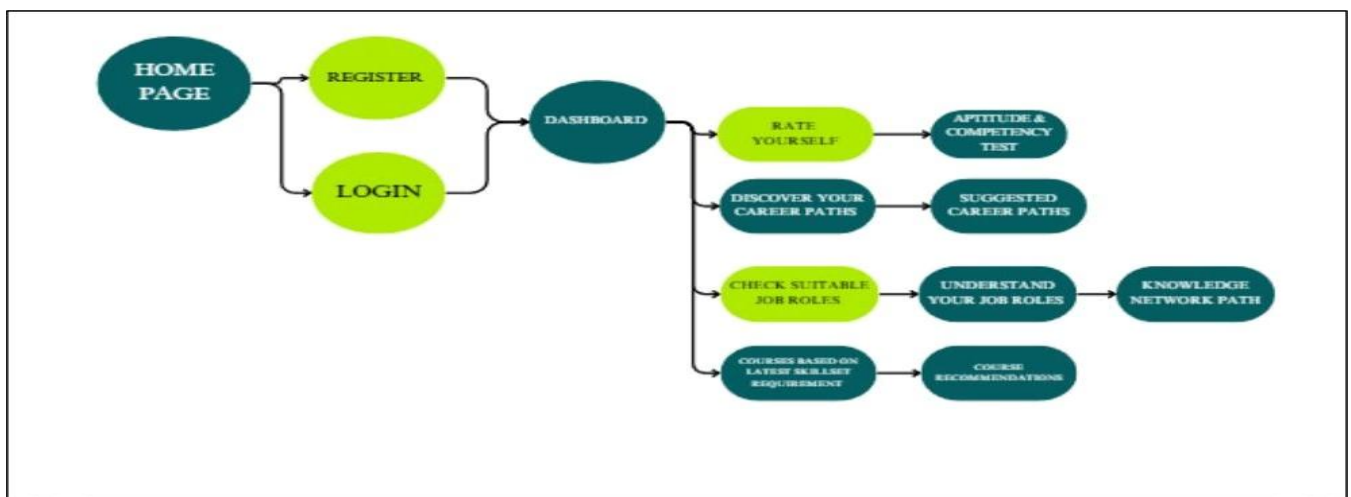 HOME
PAGE
REGISTER
LOGIN
DASHBOARD
RATE
YOURSELF
APTITUDE &
COMPETENCY
TEST
DISCOVER YOUR
CAREER PATHS
SUGGESTED
CAREER PATHS
CHECK SUITABLE
JOB ROLES
UNDERSTAND
YOUR JOB ROLES
KNOWLEDGE
NETWORK PATH
COURSES BASED ON
LATEST SKILLSET
REQUIREMENT
COURSE
RECOMMENDATIONS